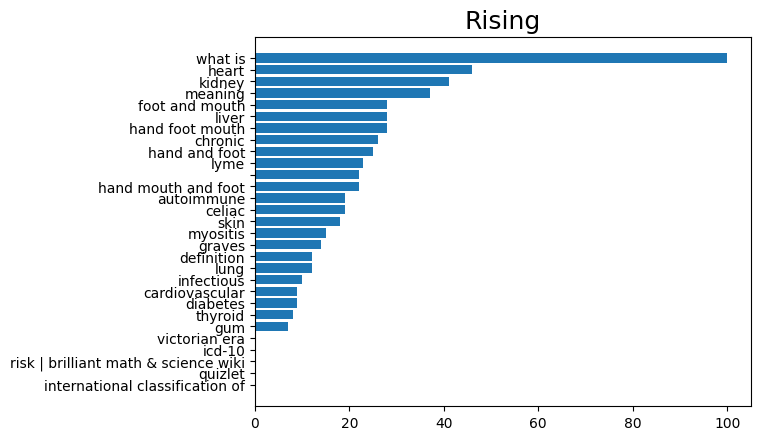 Rising
what is
heart
kidney
meaning
foot and mouth
liver
hand foot mouth
chronic
hand and foot
lyme
hand mouth and foot
autoimmune
celiac
skin
myositis
graves
definition
lung
infectious
cardiovascular
diabetes
thyroid
gum
victorian era
icd-10
risk | brilliant math & science wiki
quizlet
international classification of
0 20 40 60 80 100